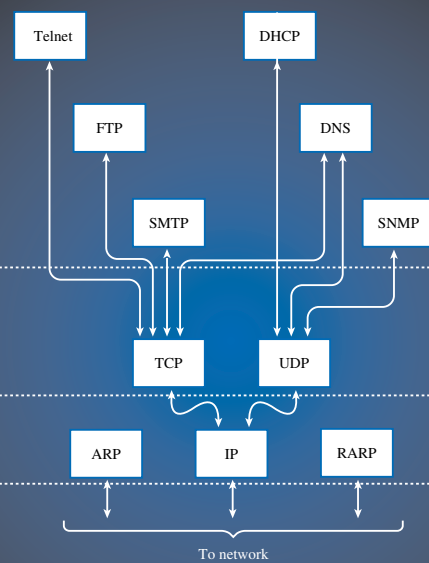 Telnet
DHCP
FTP
DNS
SMTP
SNMP
TCP
UDP
ARP
IP
RARP
To network